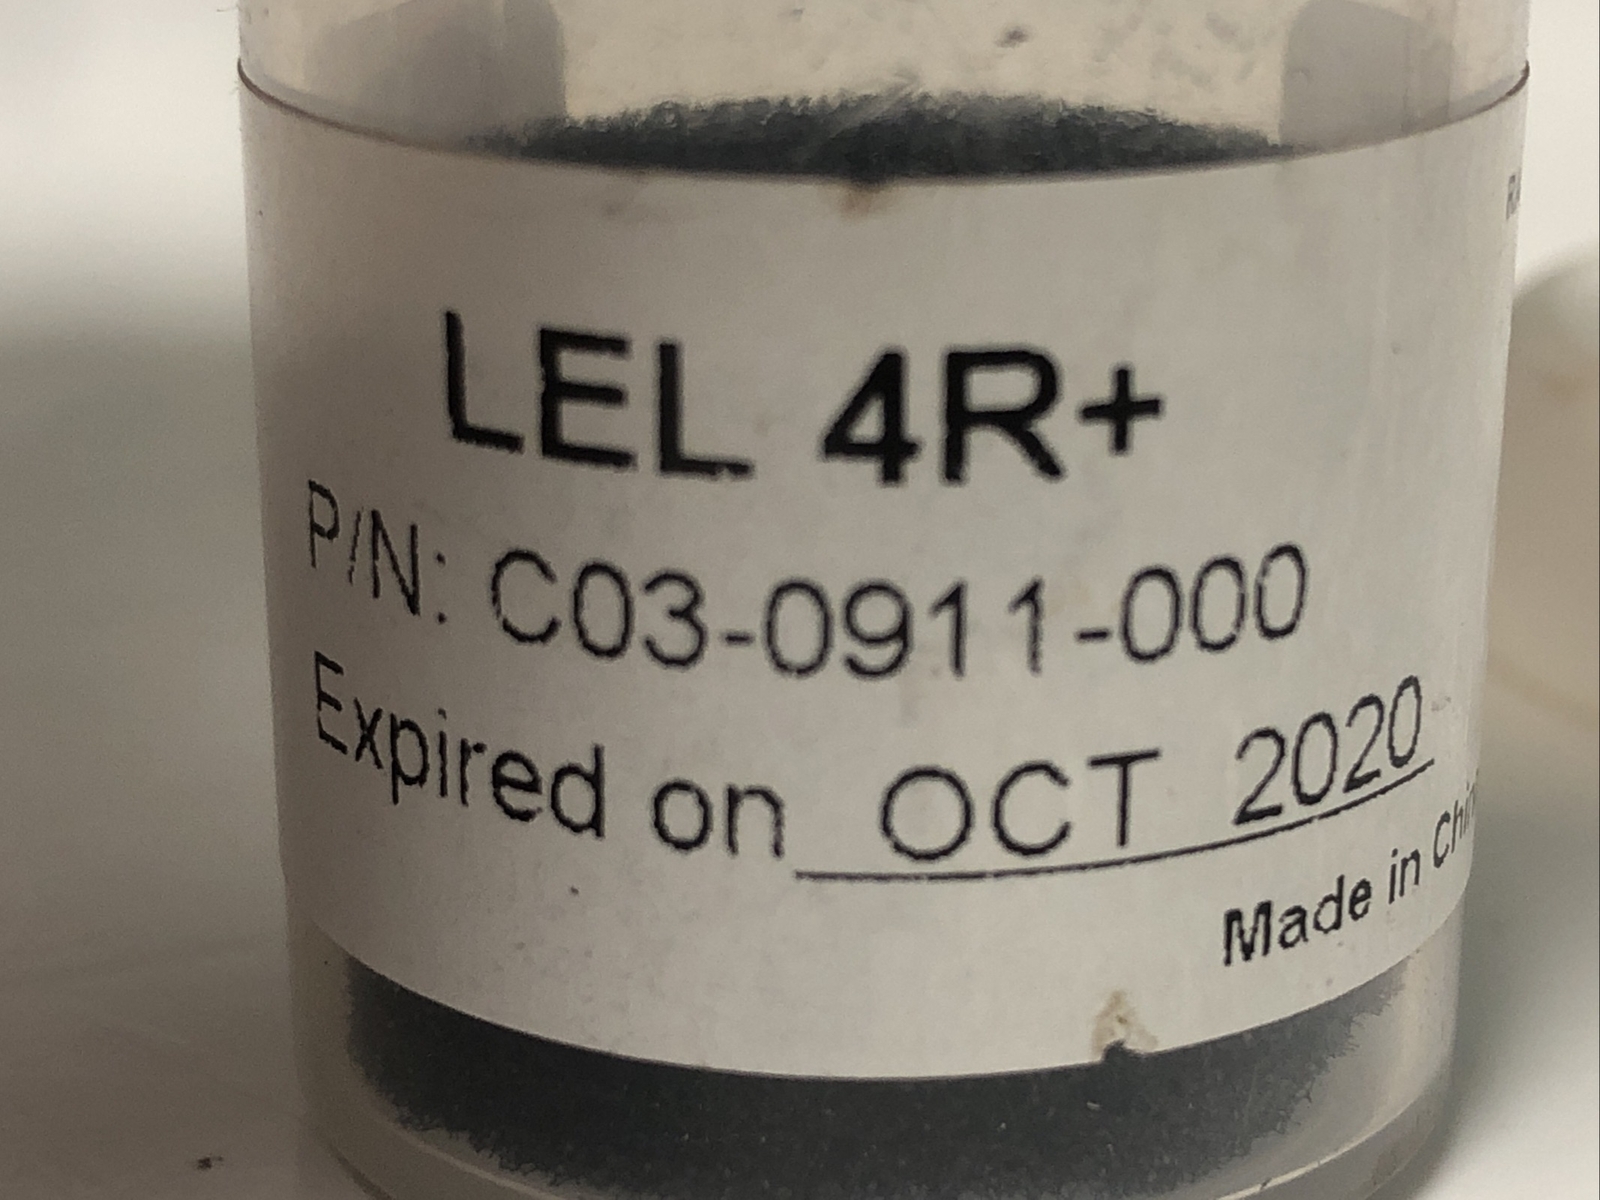 LEL 4R+
P/N: C03-0911-000
Expired on OCT 2020
Made in